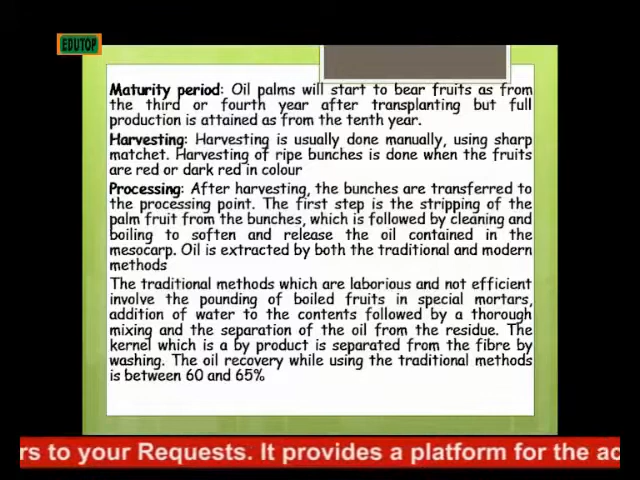 EDUTOP
Maturity period: Oil palms will start to bear fruits as from
the third or fourth year after transplanting but full
production is attained as from the tenth year.
Harvesting: Harvesting is usually done manually, using sharp
matchet. Harvesting of ripe bunches is done when the fruits
are red or dark red in colour
Processing: After harvesting, the bunches are transferred to
the processing point. The first step is the stripping of the
palm fruit from the bunches, which is followed by cleaning and
boiling to soften and release the oil contained in the
mesocarp. Oil is extracted by both the traditional and modern
methods
The traditional methods which are laborious and not efficient
involve the pounding of boiled fruits in special mortars,
addition of water to the contents followed by a thorough
mixing and the separation of the oil from the residue. The
kernel which is a by product is separated from the fibre by
washing. The oil recovery while using the traditional methods
is between 60 and 65%
rs to your Requests. It provides a platform for the ac